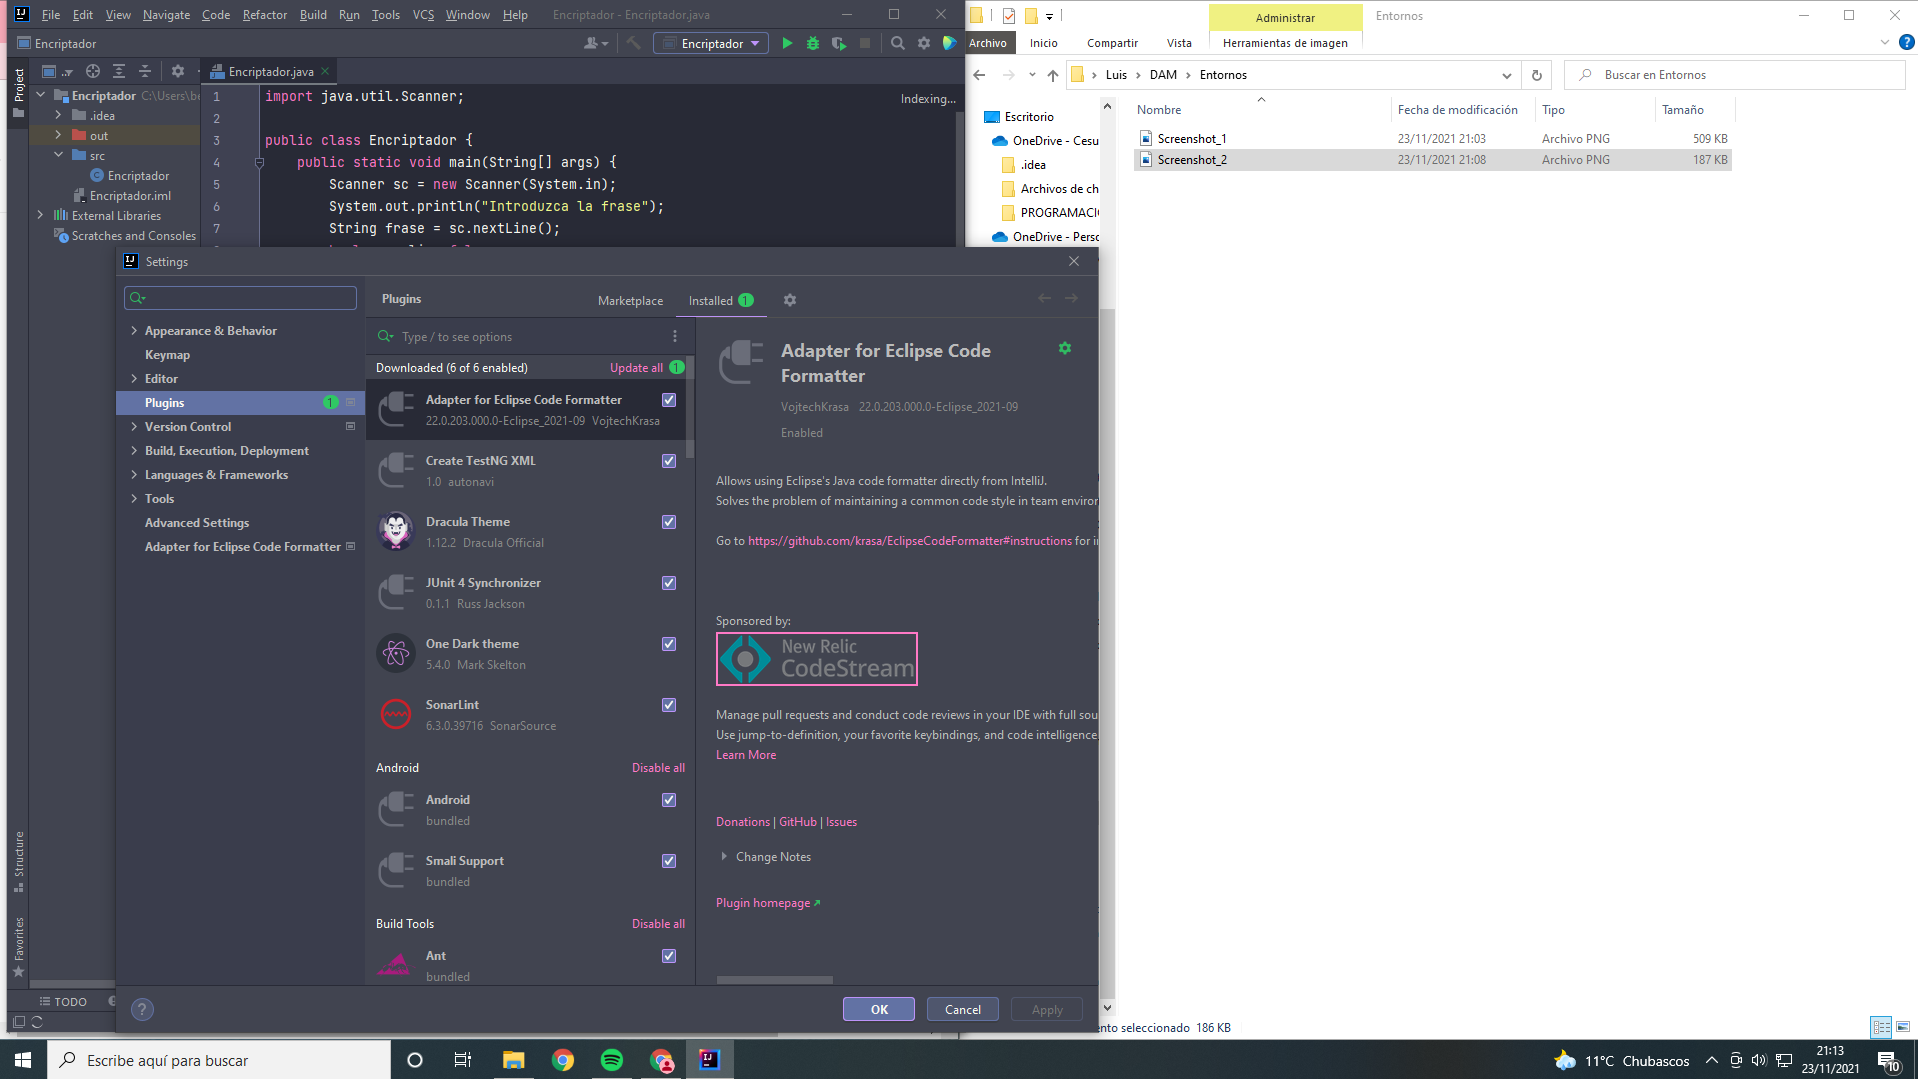 File Edit View Navigate Code Refactor Build Run Tools VCS Window Help Encriptador - Encriptador.java
Encriptador
Encriptador
Project
Encriptador.java
Encriptador C:\Users\be
.idea
out
src
Encriptador
Encriptador.iml
External Libraries
Scratches and Consoles
Indexing...
1 import java.util.Scanner;
2
3 public class Encriptador {
4 public static void main(String[] args) {
5 Scanner sc = new Scanner(System.in);
6 System.out.println("Introduzca la frase");
7 String frase = sc.nextLine();
Structure
Favorites
TODO
Settings
Appearance & Behavior
Keymap
Editor
Plugins 1
Version Control
Build, Execution, Deployment
Languages & Frameworks
Tools
Advanced Settings
Adapter for Eclipse Code Formatter
Plugins
Marketplace
Installed 1
Type / to see options
Downloaded (6 of 6 enabled) Update all 1
Adapter for Eclipse Code Formatter
22.0.203.000.0-Eclipse_2021-09 VojtechKrasa
Create TestNG XML
1.0 autonavi
Dracula Theme
1.12.2 Dracula Official
JUnit 4 Synchronizer
0.1.1 Russ Jackson
One Dark theme
5.4.0 Mark Skelton
SonarLint
6.3.0.39716 SonarSource
Android Disable all
Android
bundled
Smali Support
bundled
Build Tools Disable all
Ant
bundled
Adapter for Eclipse Code
Formatter
VojtechKrasa 22.0.203.000.0-Eclipse_2021-09
Enabled
Allows using Eclipse's Java code formatter directly from IntelliJ.
Solves the problem of maintaining a common code style in team enviror
Go to https://github.com/krasa/EclipseCodeFormatter#instructions for i
Sponsored by:
New Relic
CodeStream
Manage pull requests and conduct code reviews in your IDE with full sou
Use jump-to-definition, your favorite keybindings, and code intelligence
Learn More
Donations | GitHub | Issues
Change Notes
Plugin homepage
?
OK
Cancel
Apply
Administrar
Entornos
Archivo Inicio Compartir Vista Herramientas de imagen
?
Luis DAM Entornos
Buscar en Entornos
Escritorio
OneDrive - Cesu
.idea
Archivos de ch
PROGRAMACI
OneDrive - Perso
Nombre Fecha de modificación Tipo Tamaño
Screenshot_1 23/11/2021 21:03 Archivo PNG 509 KB
Screenshot_2 23/11/2021 21:08 Archivo PNG 187 KB
nto seleccionado 186 KB
Escribe aquí para buscar
11°C Chubascos
21:13
23/11/2021
10